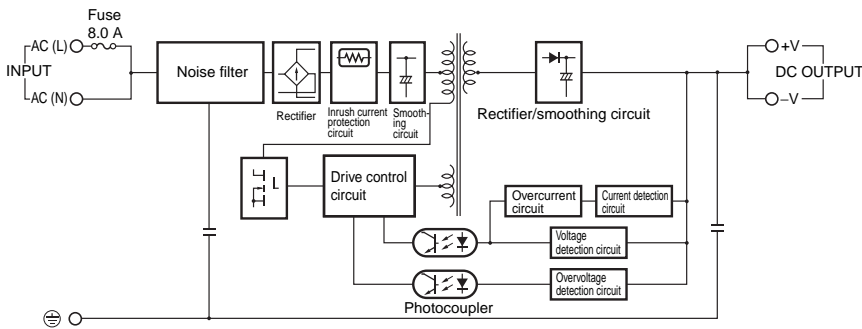 Fuse
8.0 A
AC (L)
INPUT
AC (N)
Noise filter
Rectifier
Inrush current
protection
circuit
Smooth-
ing
circuit
Rectifier/smoothing circuit
+V
DC OUTPUT
–V
Drive control
circuit
Overcurrent
circuit
Current detection
circuit
Voltage
detection circuit
Overvoltage
detection circuit
Photocoupler